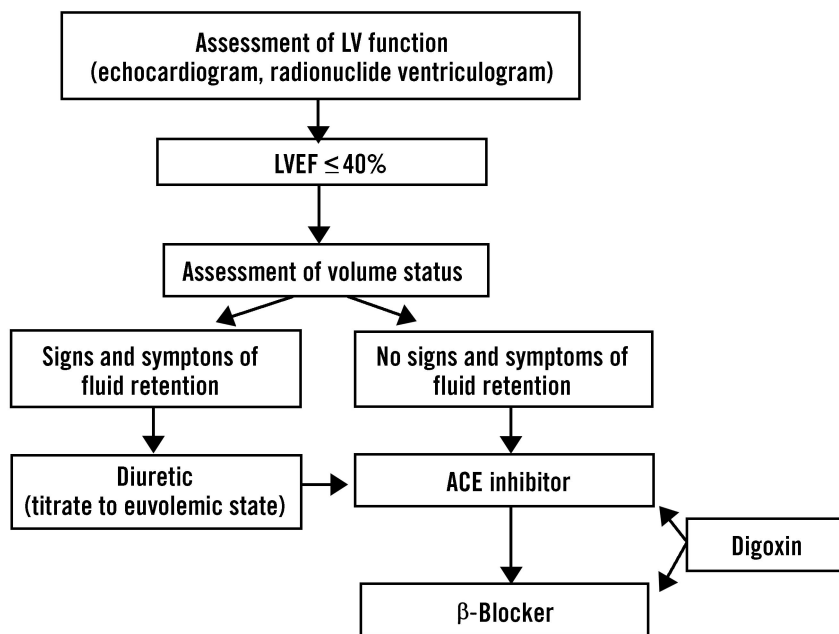 Assessment of LV function
(echocardiogram, radionuclide ventriculogram)
LVEF ≤ 40%
Assessment of volume status
Signs and symptons of
fluid retention
No signs and symptoms of
fluid retention
Diuretic
(titrate to euvolemic state)
ACE inhibitor
Digoxin
β-Blocker